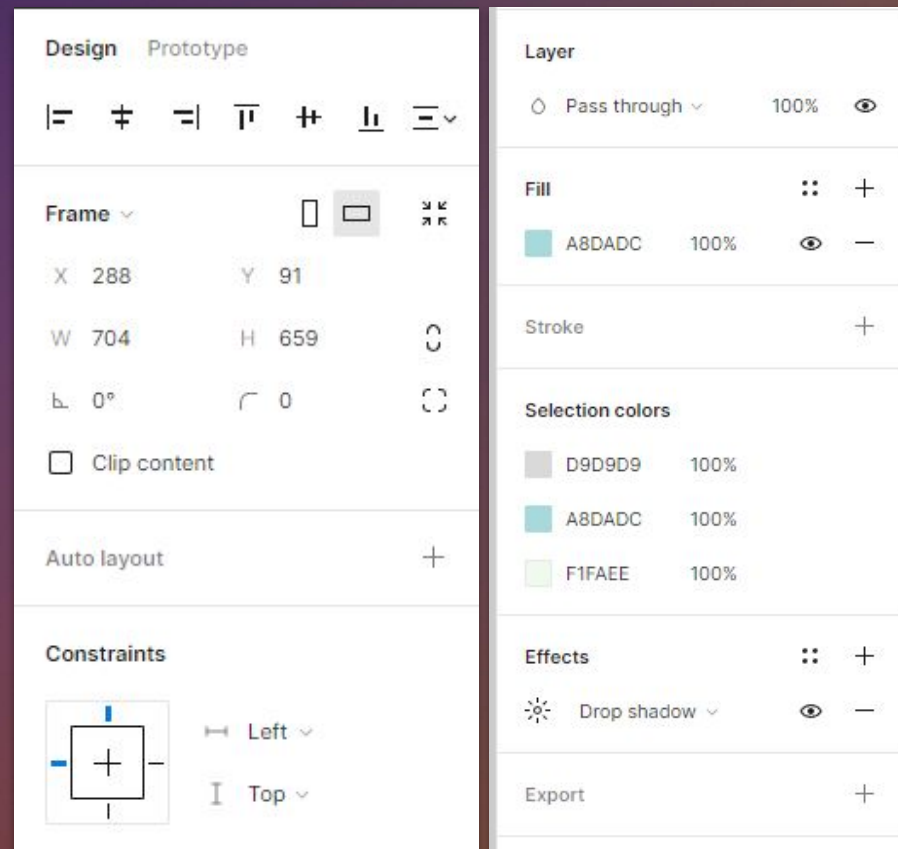 Design Prototype
Frame
X 288 Y 91
W 704 H 659
0° 0
Clip content
Auto layout
Constraints
Left
Top
Layer
Pass through 100%
Fill
A8DADC 100%
Stroke
Selection colors
D9D9D9 100%
A8DADC 100%
F1FAEE 100%
Effects
Drop shadow
Export